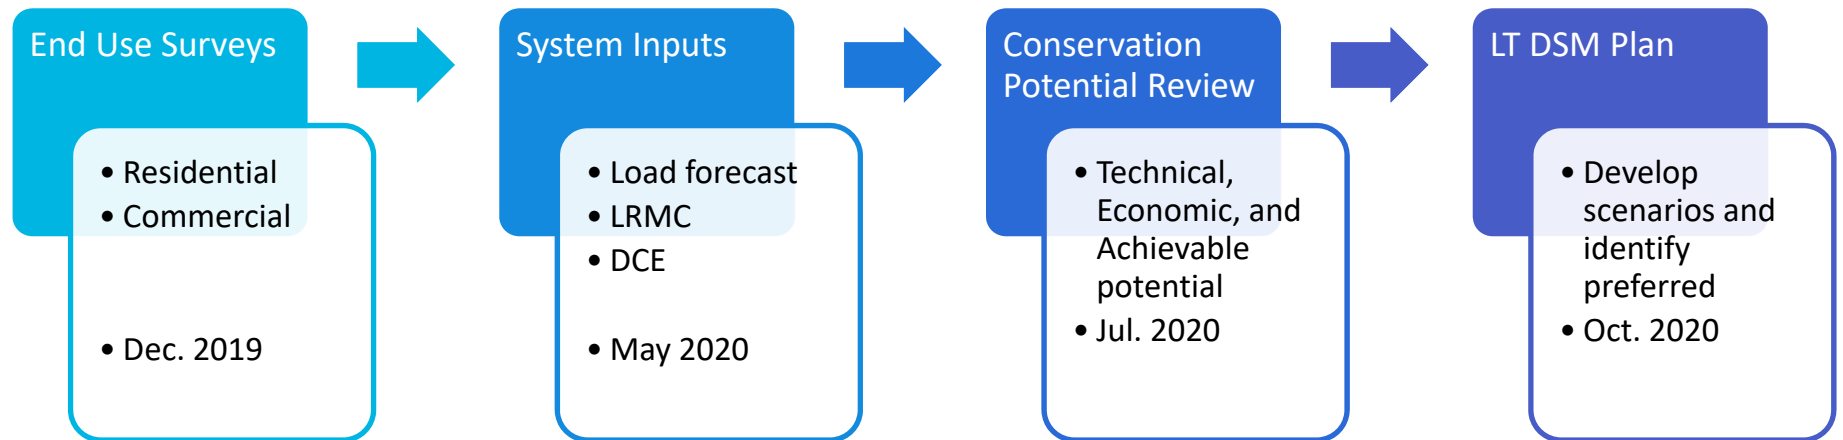 End Use Surveys
• Residential
• Commercial
• Dec. 2019
System Inputs
• Load forecast
• LRMC
• DCE
• May 2020
Conservation
Potential Review
• Technical,
Economic, and
Achievable
potential
• Jul. 2020
LT DSM Plan
• Develop
scenarios and
identify
preferred
• Oct. 2020